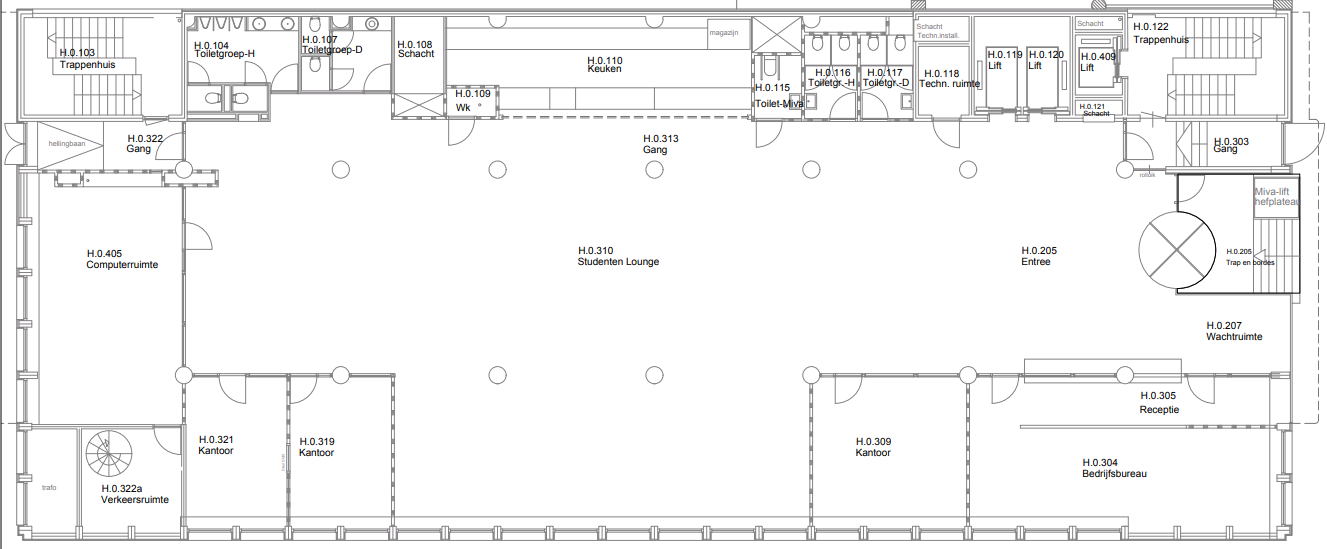 H.0.103
Trappenhuis
H.0.104
Toiletgroep-H
H.0.107
Toiletgroep-D
H.0.108
Schacht
H.0.110
Keuken
magazijn
H.0.109
Wk
H.0.115
Toilet-Miva
H.0.116
Toiletgr.-H
H.0.117
Toiletgr.-D
Schacht
Techn.install.
H.0.118
Techn. ruimte
H.0.119
Lift
H.0.120
Lift
Schacht
H.0.409
Lift
H.0.121
Schacht
H.0.122
Trappenhuis
hellingbaan
H.0.322
Gang
H.0.313
Gang
H.0.303
Gang
rolluik
Miva-lift
hefplateau
H.0.405
Computerruimte
H.0.310
Studenten Lounge
H.0.205
Entree
H.0.205
Trap en bordes
H.0.207
Wachtruimte
H.0.305
Receptie
H.0.321
Kantoor
H.0.319
Kantoor
H.0.309
Kantoor
H.0.304
Bedrijfsbureau
trafo
H.0.322a
Verkeersruimte